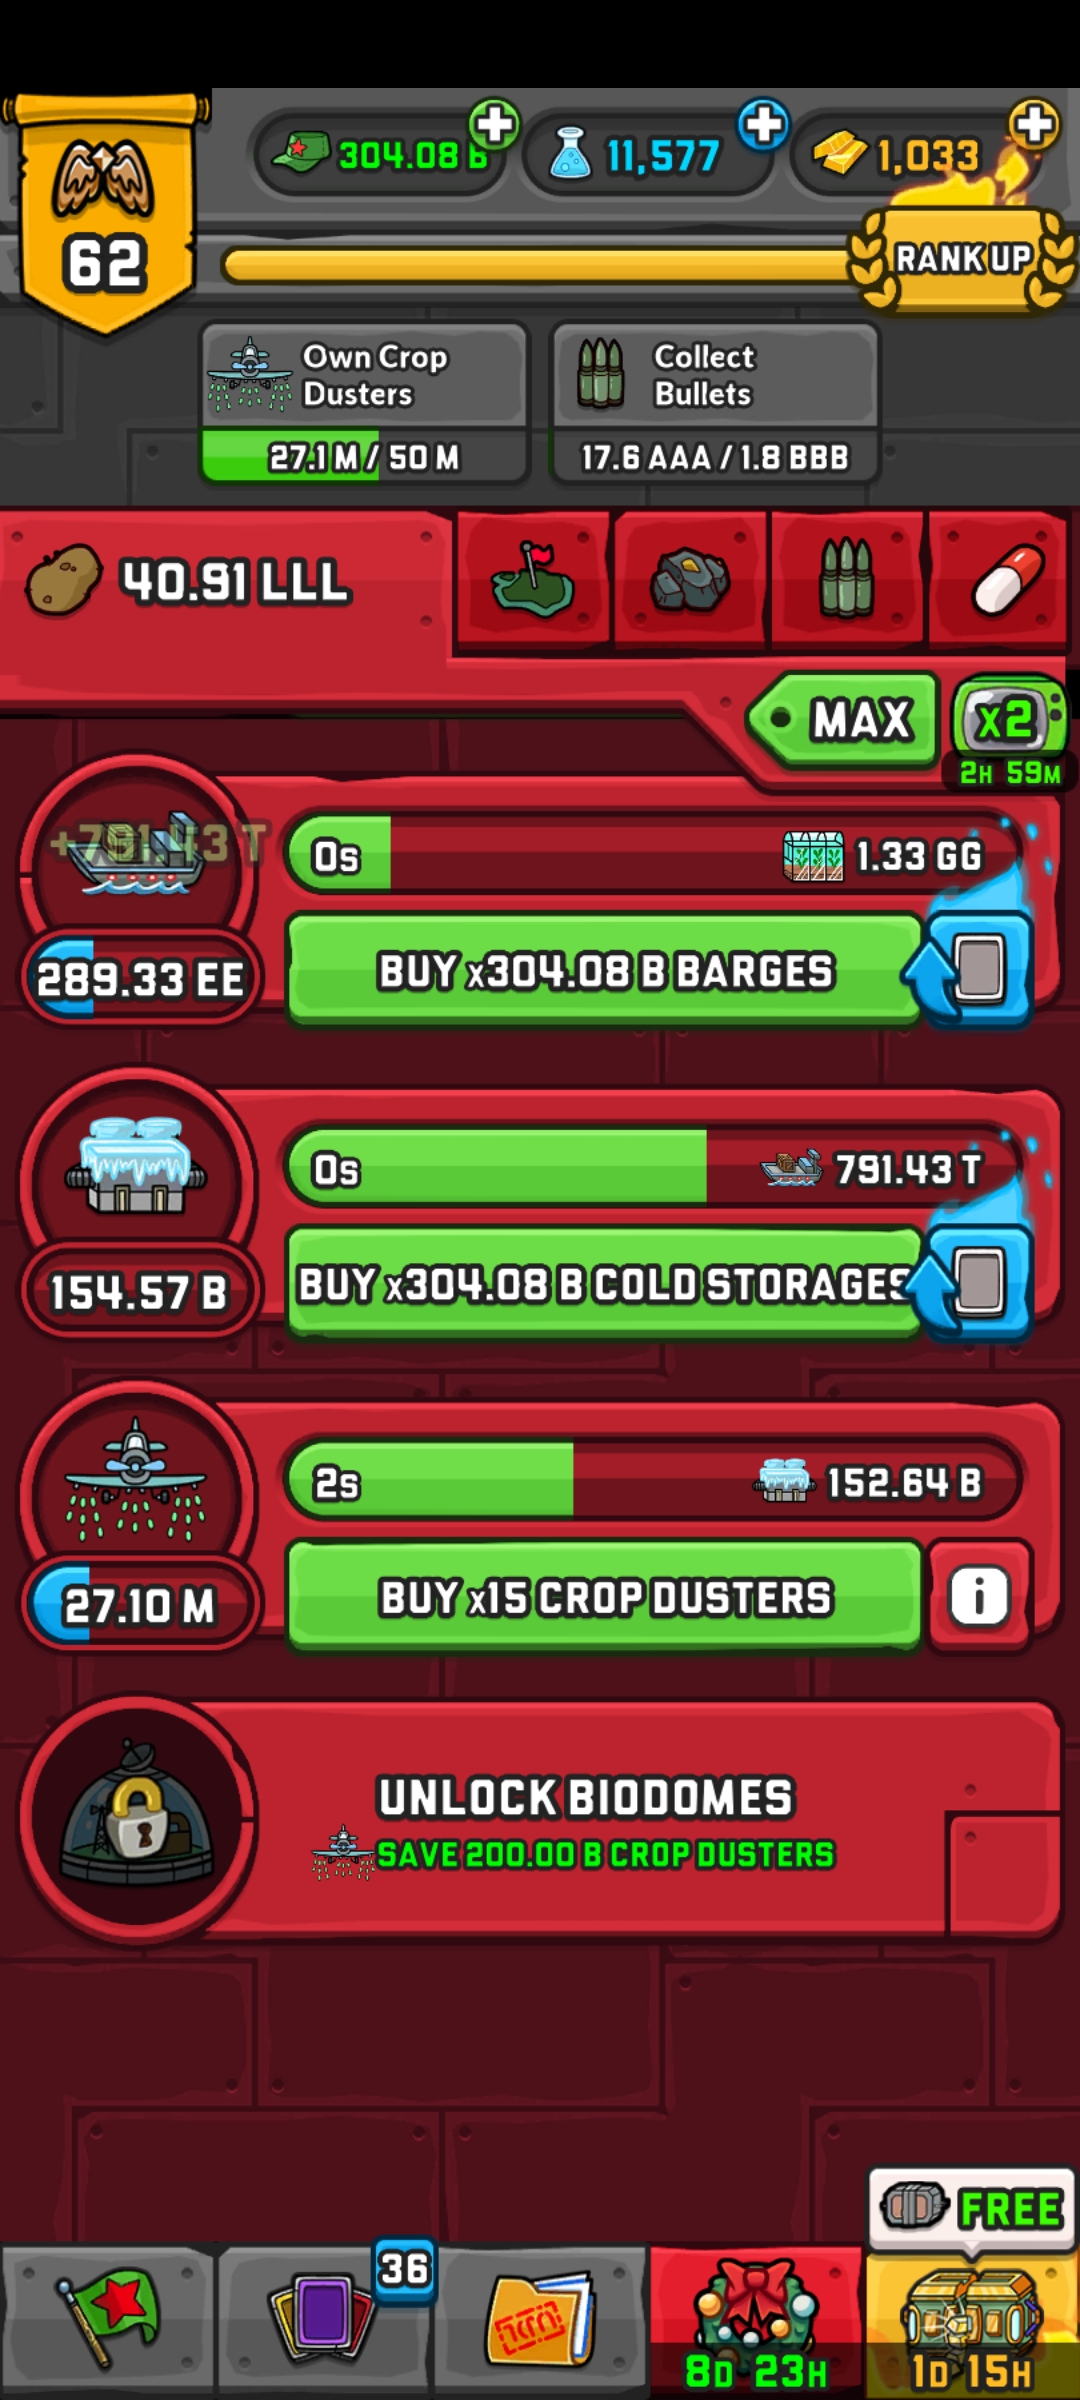 304.08 B
11,577
1,033
62
RANK UP
Own Crop
Dusters
27.1 M / 50 M
Collect
Bullets
17.6 AAA / 1.8 BBB
40.91 LLL
MAX
x2
2H 59M
+791.43 T
0s
1.33 GG
289.33 EE
BUY x304.08 B BARGES
0s
791.43 T
154.57 B
BUY x304.08 B COLD STORAGES
2s
152.64 B
27.10 M
BUY x15 CROP DUSTERS
i
UNLOCK BIODOMES
SAVE 200.00 B CROP DUSTERS
FREE
36
8D 23H
1D 15H